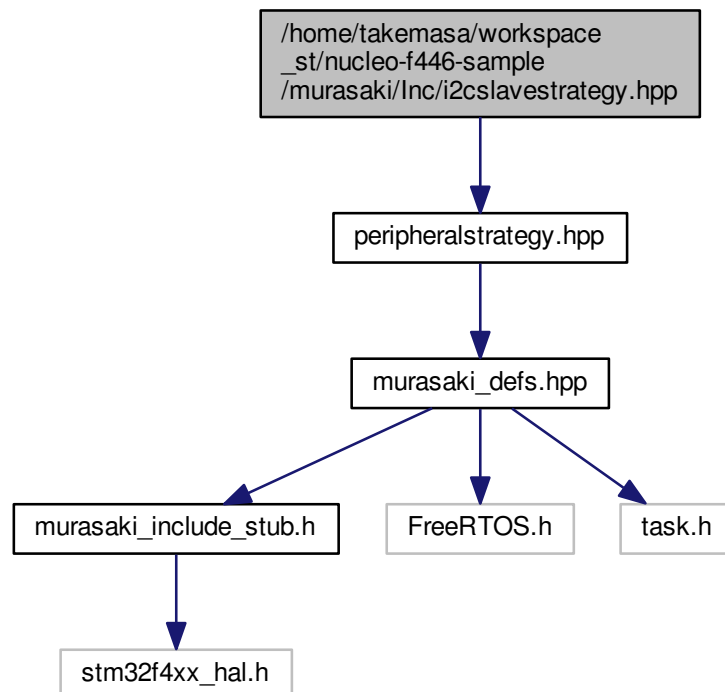 /home/takemasa/workspace
_st/nucleo-f446-sample
/murasaki/Inc/i2cslavestrategy.hpp
peripheralstrategy.hpp
murasaki_defs.hpp
murasaki_include_stub.h
FreeRTOS.h
task.h
stm32f4xx_hal.h